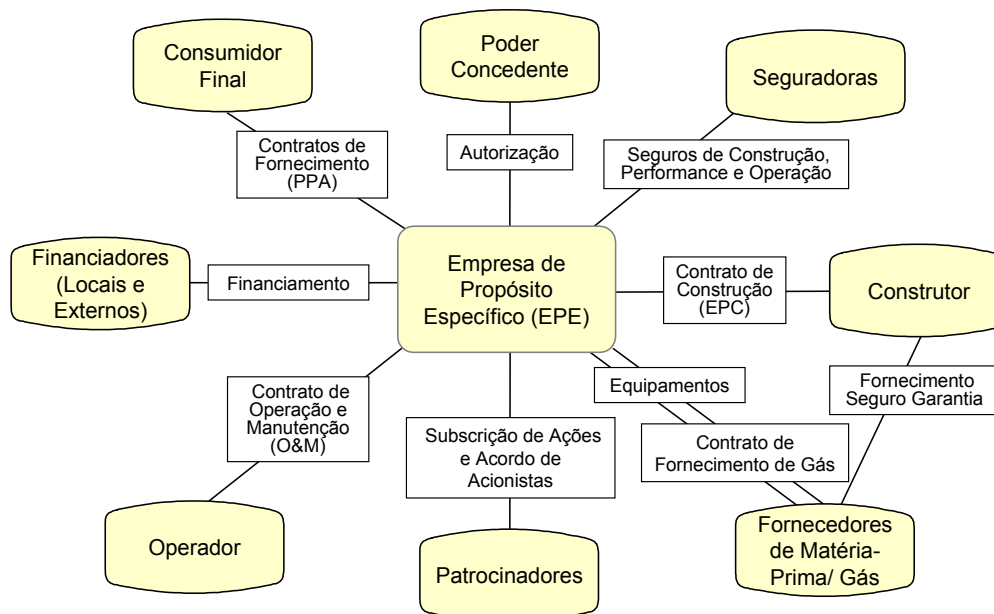 Consumidor
Final
Poder
Concedente
Seguradoras
Contratos de
Fornecimento
(PPA)
Autorização
Seguros de Construção,
Performance e Operação
Financiadores
(Locais e
Externos)
Financiamento
Empresa de
Propósito
Específico (EPE)
Contrato de
Construção
(EPC)
Construtor
Contrato de
Operação e
Manutenção
(O&M)
Subscrição de Ações
e Acordo de
Acionistas
Equipamentos
Fornecimento
Seguro Garantia
Contrato de
Fornecimento de Gás
Operador
Patrocinadores
Fornecedores
de Matéria-
Prima/ Gás